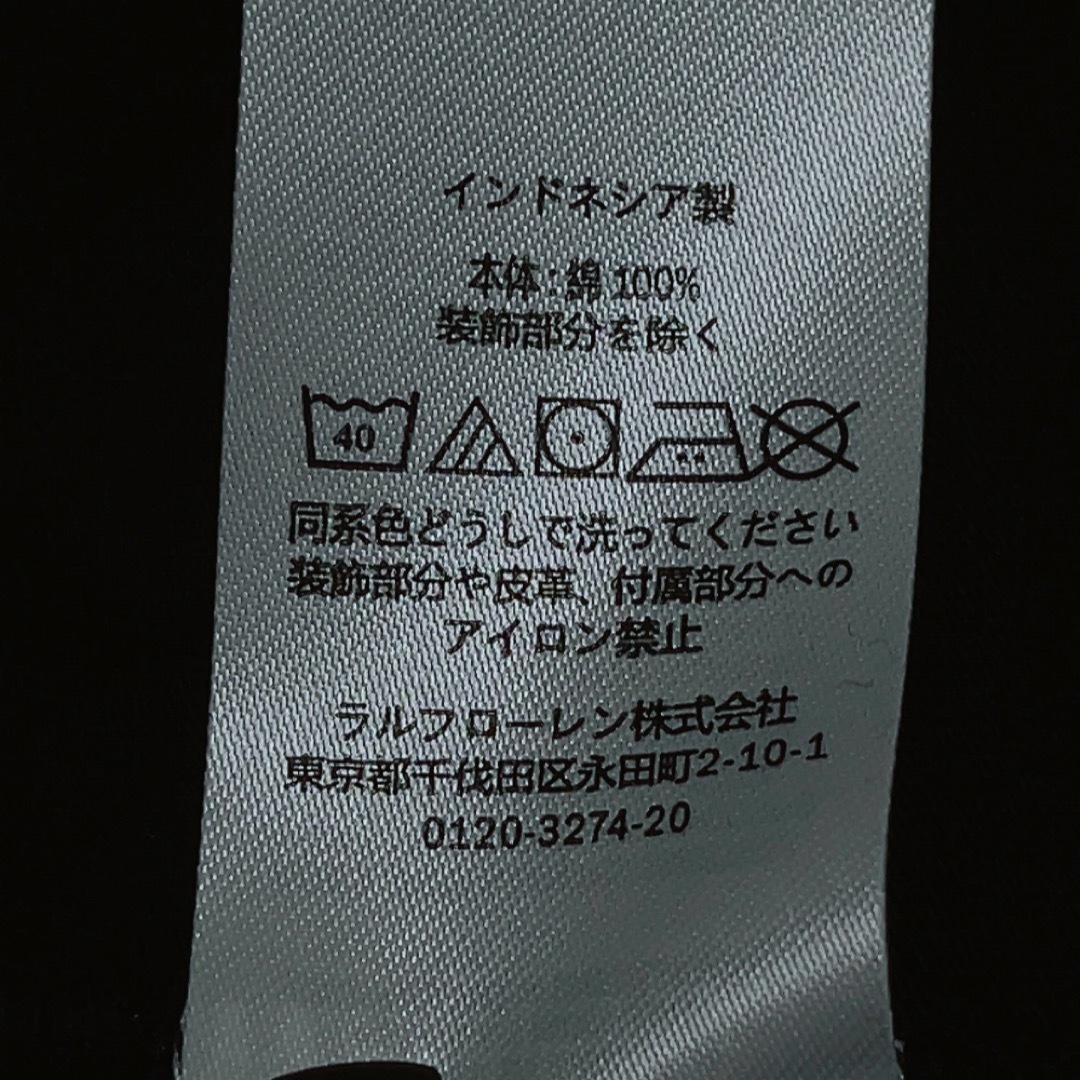 インドネシア製
本体:綿 100%
装飾部分を除く
40
同系色どうしで洗ってください
装飾部分や皮革、付属部分への
アイロン禁止
ラルフローレン株式会社
東京都千伐田区永田町2-10-1
0120-3274-20